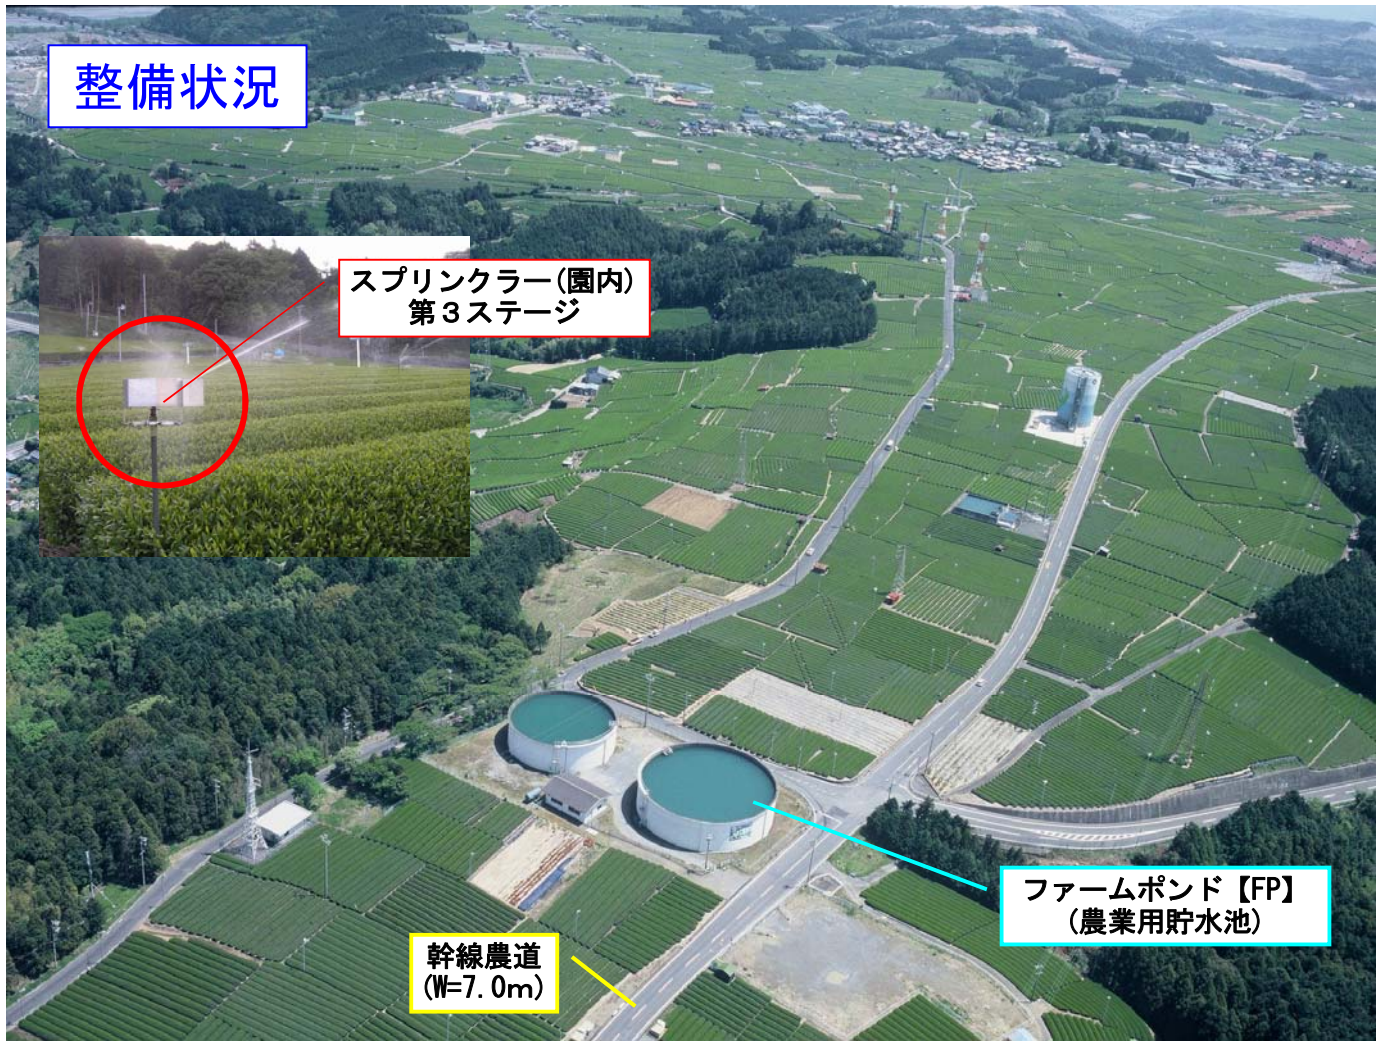 整備状況
スプリンクラー(園内)
第３ステージ
ファームポンド【FP】
(農業用貯水池)
幹線農道
(W=7.0m)